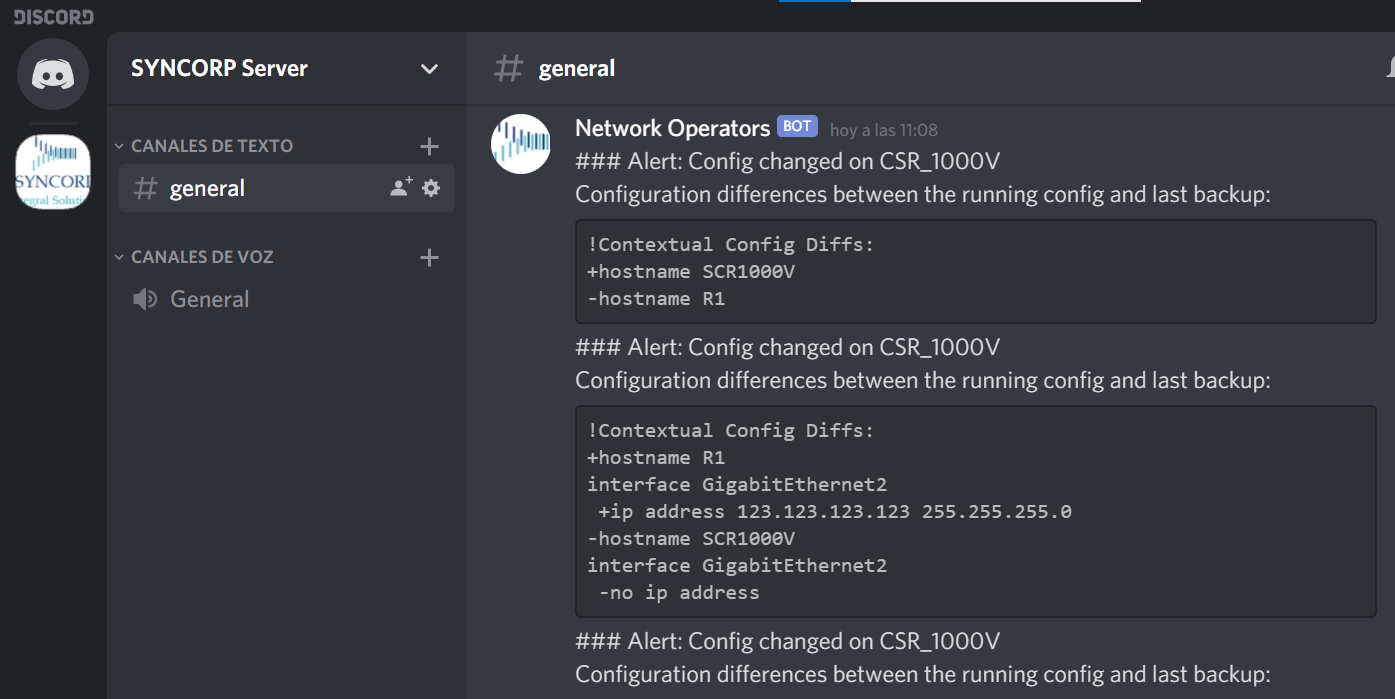 DISCORD
SYNCORP Server
SYNCORP
egral Soluti
CANALES DE TEXTO
general
CANALES DE VOZ
General
# general
Network Operators BOT hoy a las 11:08
### Alert: Config changed on CSR_1000V
Configuration differences between the running config and last backup:
!Contextual Config Diffs:
+hostname SCR1000V
-hostname R1
### Alert: Config changed on CSR_1000V
Configuration differences between the running config and last backup:
!Contextual Config Diffs:
+hostname R1
interface GigabitEthernet2
+ip address 123.123.123.123 255.255.255.0
-hostname SCR1000V
interface GigabitEthernet2
-no ip address
### Alert: Config changed on CSR_1000V
Configuration differences between the running config and last backup: